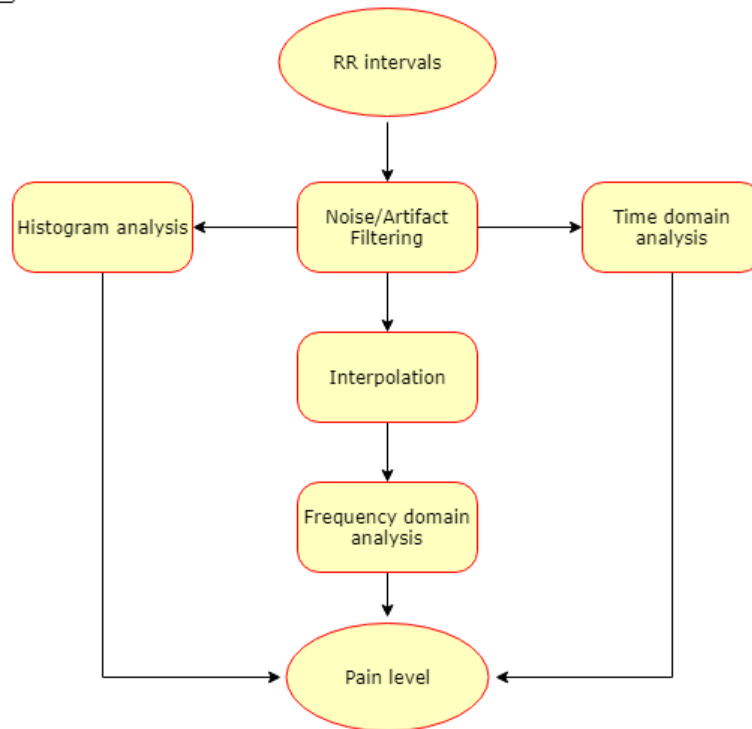 RR intervals
Histogram analysis
Noise/Artifact
Filtering
Time domain
analysis
Interpolation
Frequency domain
analysis
Pain level